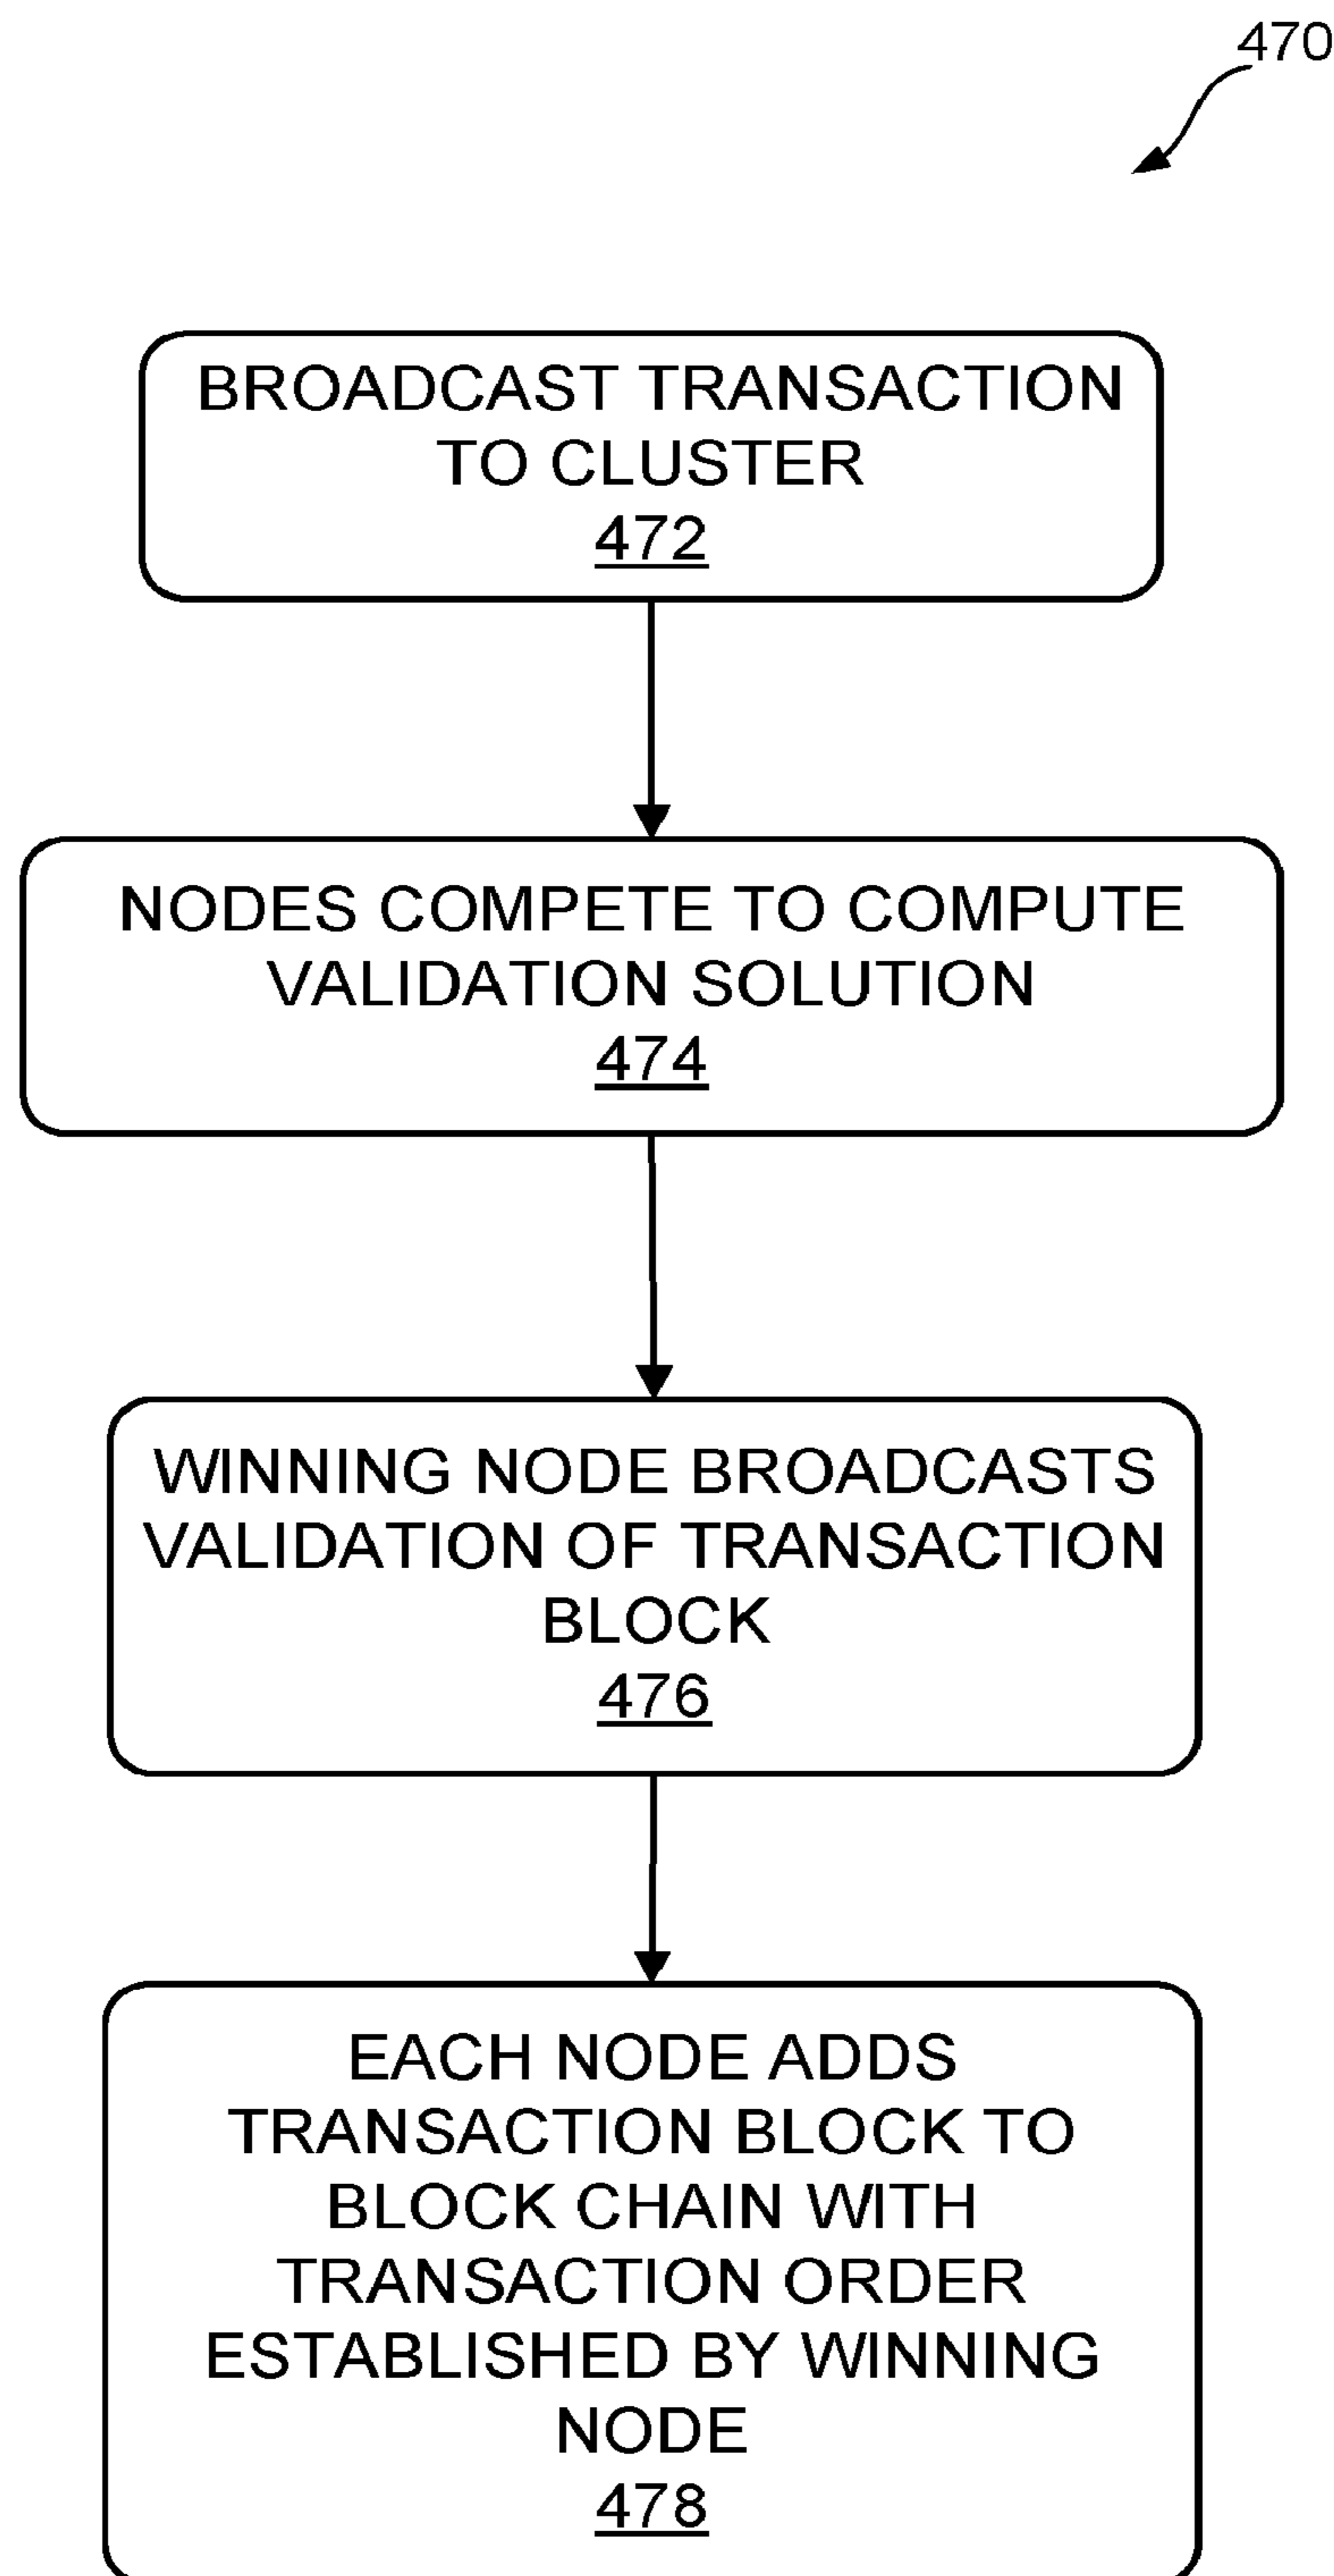 470
BROADCAST TRANSACTION
TO CLUSTER
472
NODES COMPETE TO COMPUTE
VALIDATION SOLUTION
474
WINNING NODE BROADCASTS
VALIDATION OF TRANSACTION
BLOCK
476
EACH NODE ADDS
TRANSACTION BLOCK TO
BLOCK CHAIN WITH
TRANSACTION ORDER
ESTABLISHED BY WINNING
NODE
478